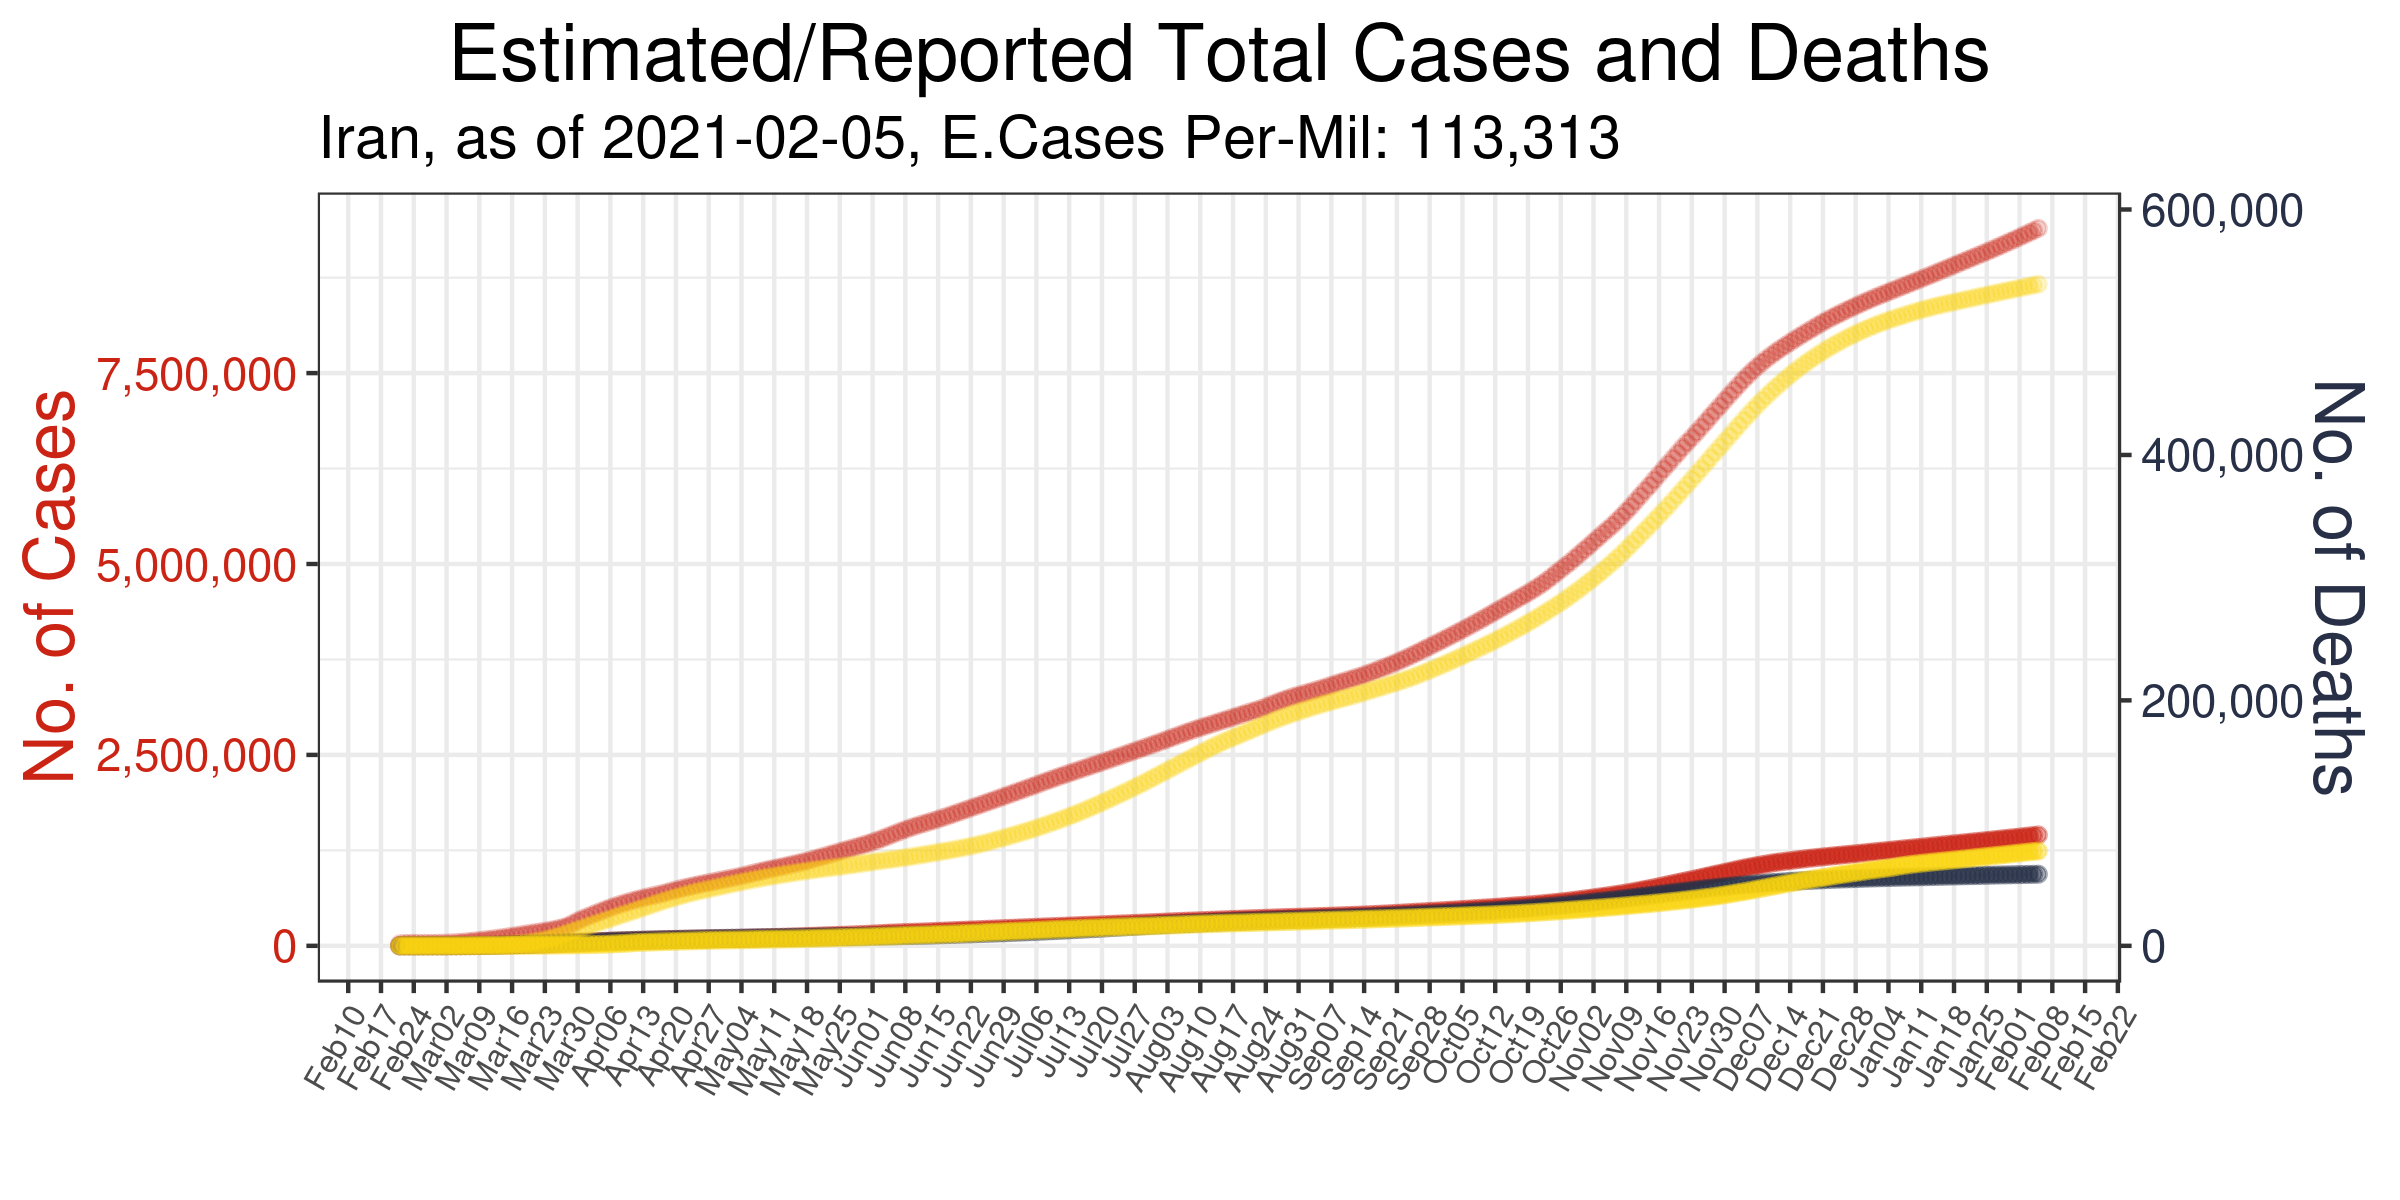 Estimated/Reported Total Cases and Deaths
Iran, as of 2021-02-05, E.Cases Per-Mil: 113,313
No. of Cases
7,500,000
5,000,000
2,500,000
0
600,000
400,000
200,000
0
No. of Deaths
Feb10
Feb17
Feb24
Mar02
Mar09
Mar16
Mar23
Mar30
Apr06
Apr13
Apr20
Apr27
May04
May11
May18
May25
Jun01
Jun08
Jun15
Jun22
Jun29
Jul06
Jul13
Jul20
Jul27
Aug03
Aug10
Aug17
Aug24
Aug31
Sep07
Sep14
Sep21
Sep28
Oct05
Oct12
Oct19
Oct26
Nov02
Nov09
Nov16
Nov23
Nov30
Dec07
Dec14
Dec21
Dec28
Jan04
Jan11
Jan18
Jan25
Feb01
Feb08
Feb15
Feb22